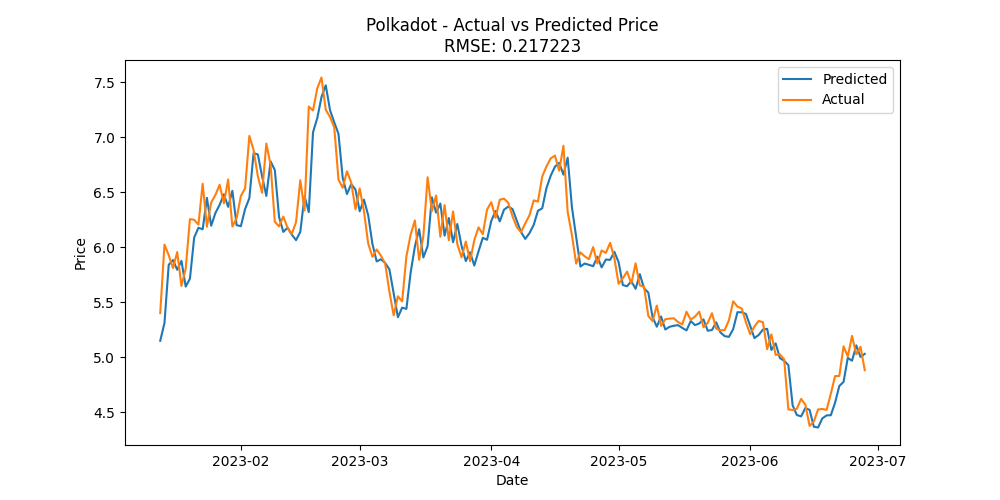 Polkadot - Actual vs Predicted Price
RMSE: 0.217223
Predicted
Actual
Price
7.5
7.0
6.5
6.0
5.5
5.0
4.5
2023-02
2023-03
2023-04
2023-05
2023-06
2023-07
Date